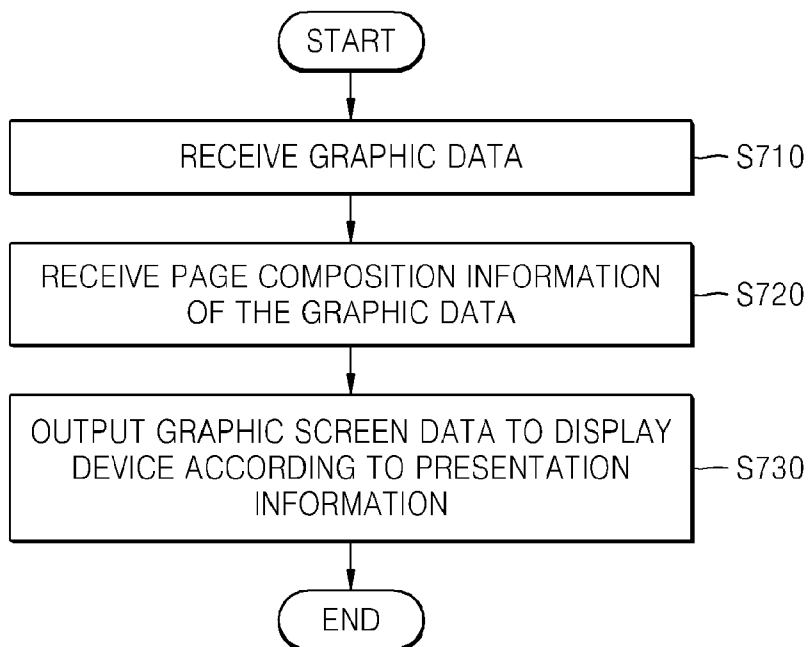 START
RECEIVE GRAPHIC DATA
S710
RECEIVE PAGE COMPOSITION INFORMATION
OF THE GRAPHIC DATA
S720
OUTPUT GRAPHIC SCREEN DATA TO DISPLAY
DEVICE ACCORDING TO PRESENTATION
INFORMATION
S730
END